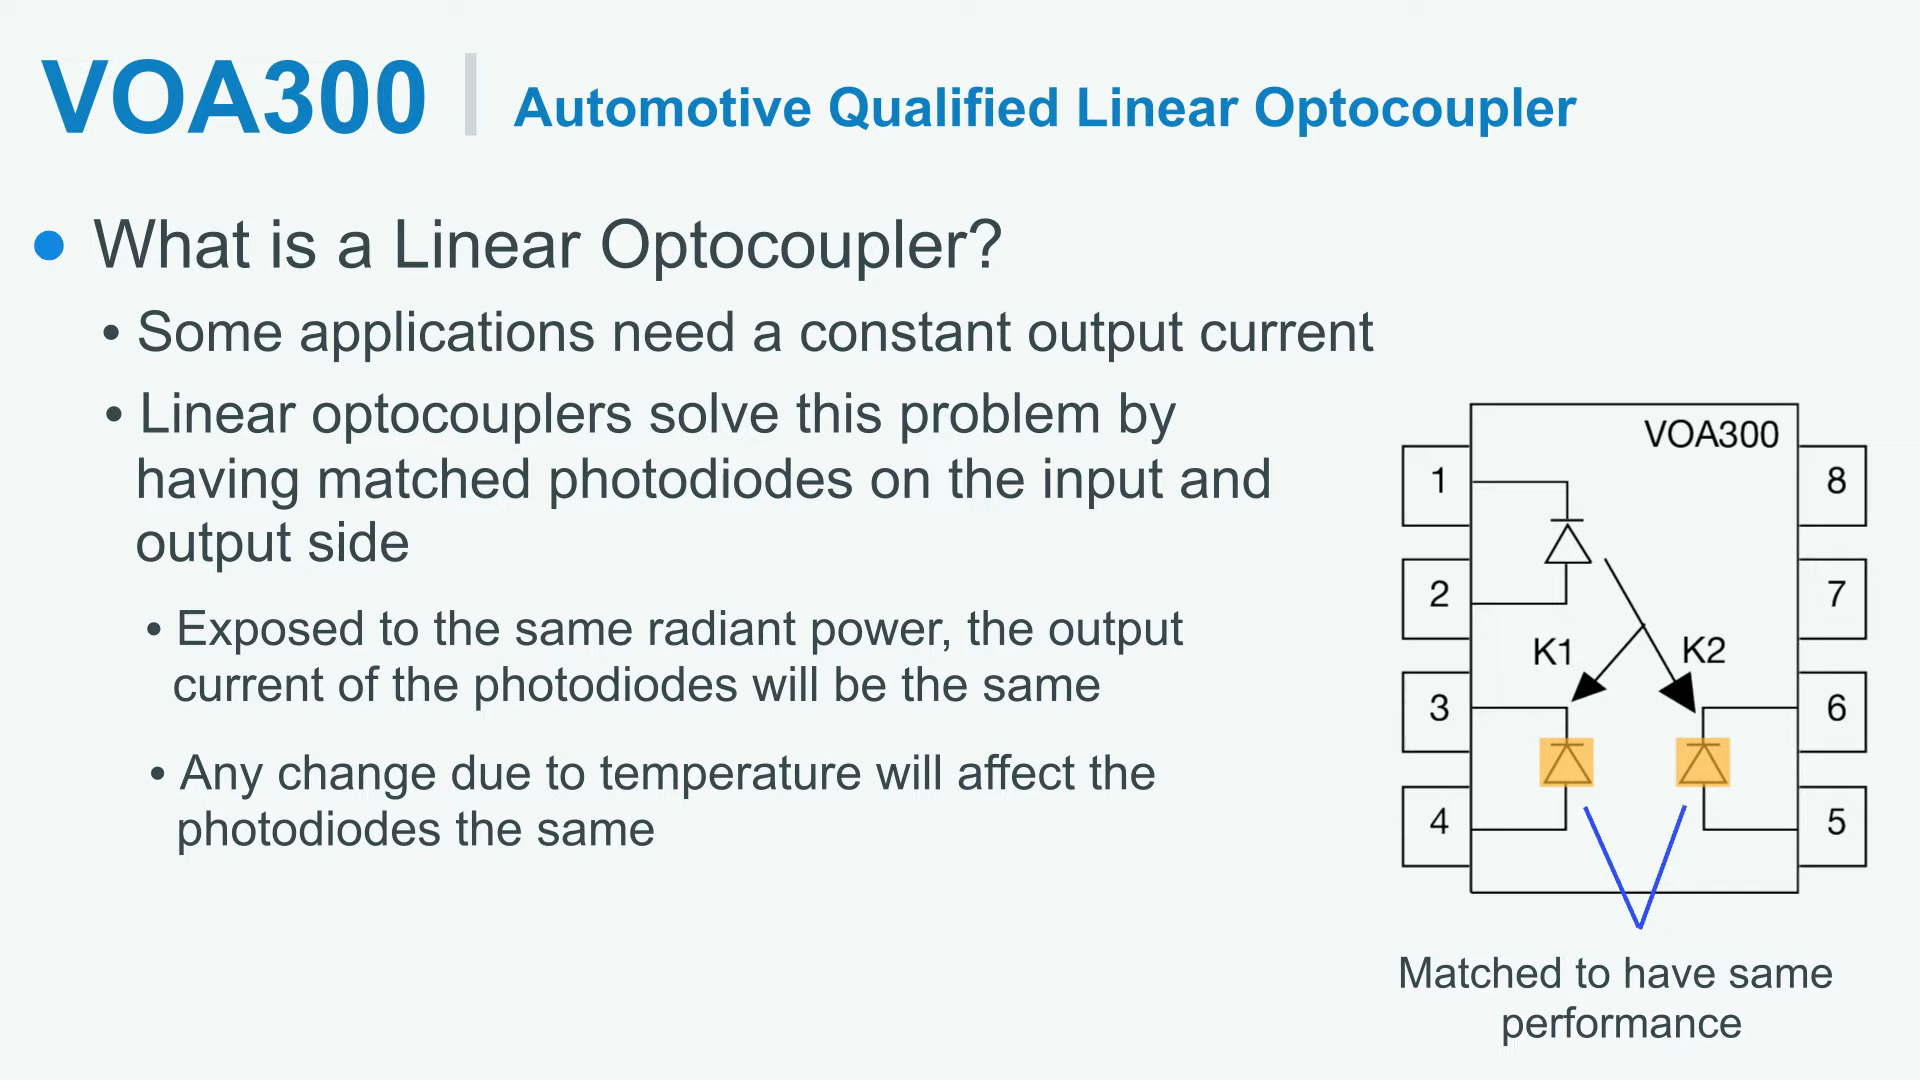 VOA300 | Automotive Qualified Linear Optocoupler
• What is a Linear Optocoupler?
• Some applications need a constant output current
• Linear optocouplers solve this problem by
having matched photodiodes on the input and
output side
• Exposed to the same radiant power, the output
current of the photodiodes will be the same
• Any change due to temperature will affect the
photodiodes the same
VOA300
1
8
2
7
K1
K2
3
6
4
5
Matched to have same
performance